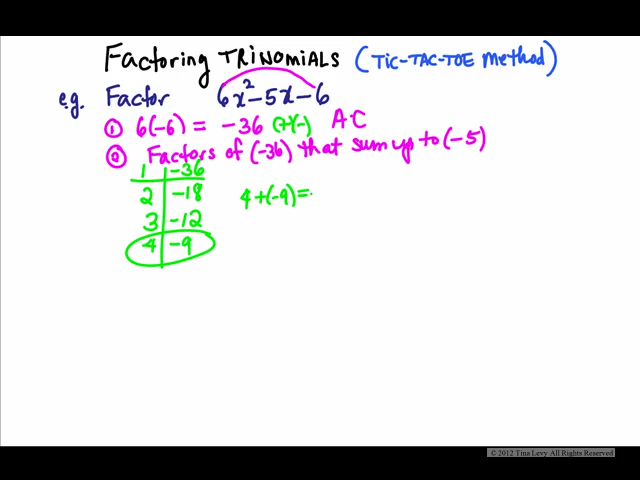 Factoring TRINOMIALS (TIC-TAC-TOE Method)
e.g. Factor 6x²-5x-6
① 6(-6) = -36 (+)(-) AC
② Factors of (-36) that sum up to (-5)
1 | -36
2 | -18
3 | -12
4 | -9
4+(-9)=
© 2012 Titus Levy All Rights Reserved